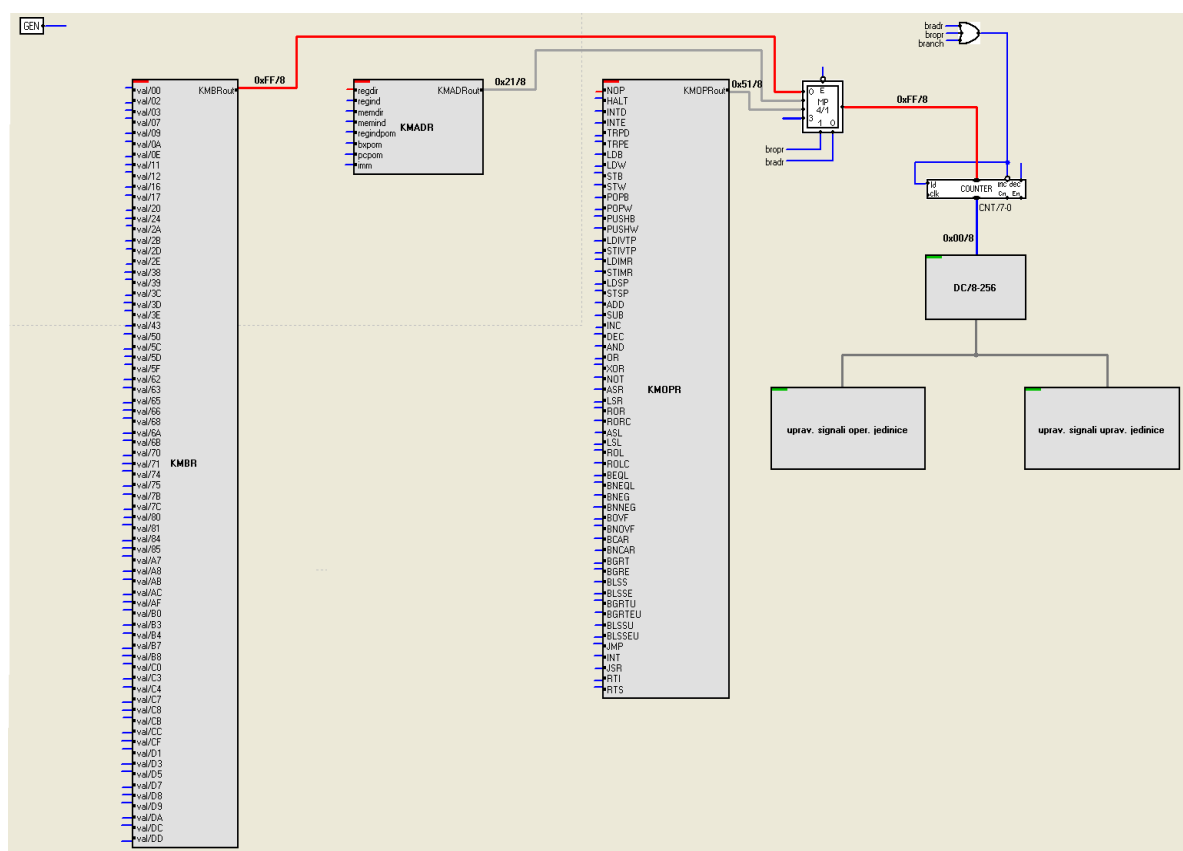 GEN
KMBRout
0xFF/8
val/00
val/02
val/03
val/07
val/09
val/0A
val/0E
val/11
val/12
val/16
val/17
val/20
val/24
val/2A
val/2B
val/2D
val/2E
val/38
val/39
val/3C
val/3D
val/3E
val/43
val/50
val/5C
val/5D
val/5F
val/62
val/63
val/65
val/66
val/68
val/6A
val/6B
val/70
val/71
val/74
val/75
val/7B
val/7C
val/80
val/81
val/84
val/85
val/A7
val/A8
val/AB
val/AC
val/AF
val/B0
val/B3
val/B4
val/B7
val/B8
val/C0
val/C3
val/C4
val/C7
val/C8
val/CB
val/CC
val/CF
val/D1
val/D3
val/D5
val/D7
val/D8
val/D9
val/DA
val/DC
val/DD
KMBR
KMADRout
0x21/8
regdir
regind
memdir
memind
regindpom
bxpom
pcpom
imm
KMADR
KMOPRout
0x51/8
NOP
HALT
INTD
INTE
TRPD
TRPE
LDB
LDW
STB
STW
POPB
POPW
PUSHB
PUSHW
LDIVTP
STIVTP
LDIMR
STIMR
LDSP
STSP
ADD
SUB
INC
DEC
AND
OR
XOR
NOT
ASR
LSR
ROR
RORC
ASL
LSL
ROL
ROLC
BEQL
BNEQL
BNEG
BNNEG
BOVF
BNOVF
BCAR
BNCAR
BGRT
BGRE
BLSS
BLSSE
BGRTU
BGRTEU
BLSSU
BLSSEU
JMP
INT
JSR
RTI
RTS
KMOPR
0 E
MP
4/1
3
1 0
bropr
bradr
0xFF/8
bradr
bropr
branch
ld
clk
COUNTER
inc dec
CNT/7-0
0x00/8
DC/8-256
uprav. signali oper. jedinice
uprav. signali uprav. jedinice